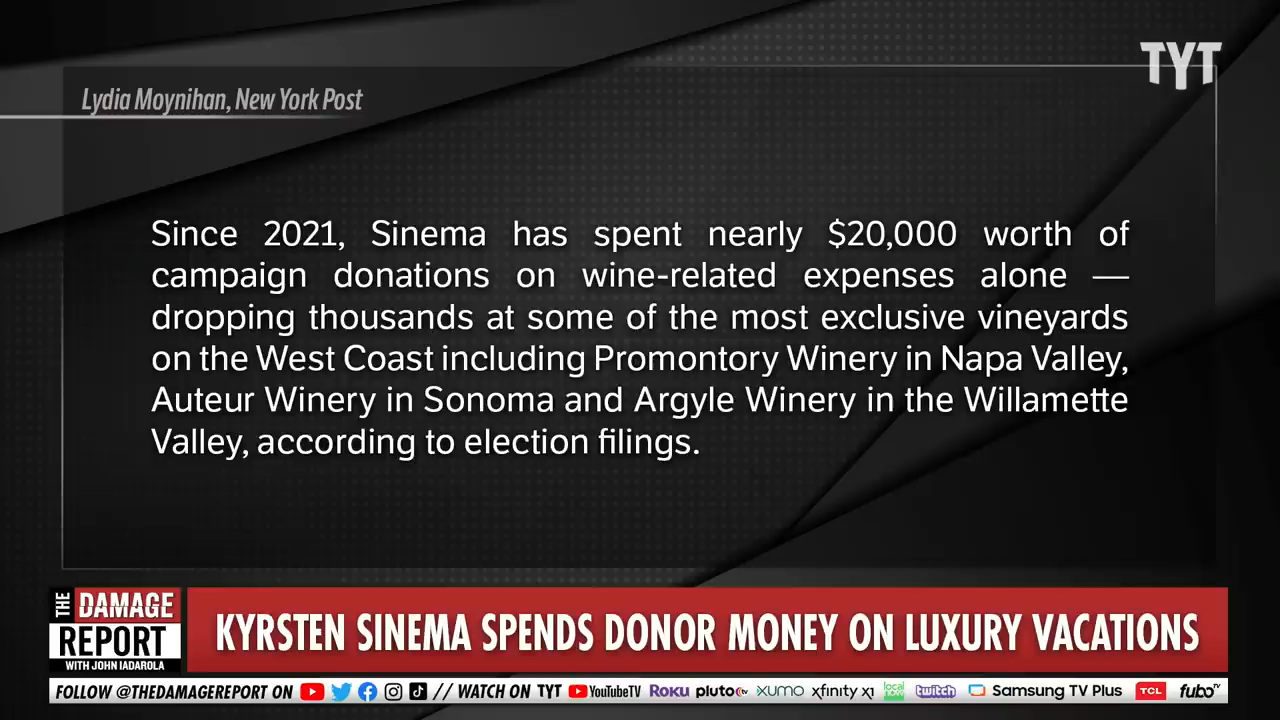 TYT
Lydia Moynihan, New York Post
Since 2021, Sinema has spent nearly $20,000 worth of
campaign donations on wine-related expenses alone —
dropping thousands at some of the most exclusive vineyards
on the West Coast including Promontory Winery in Napa Valley,
Auteur Winery in Sonoma and Argyle Winery in the Willamette
Valley, according to election filings.
THE DAMAGE
REPORT
WITH JOHN IADAROLA
KYRSTEN SINEMA SPENDS DONOR MONEY ON LUXURY VACATIONS
FOLLOW @THEDAMAGEREPORT ON // WATCH ON TYT YouTubeTV ROKU pluto tv XUMO xfinity x1 local now twitch Samsung TV Plus TCL fubo TV